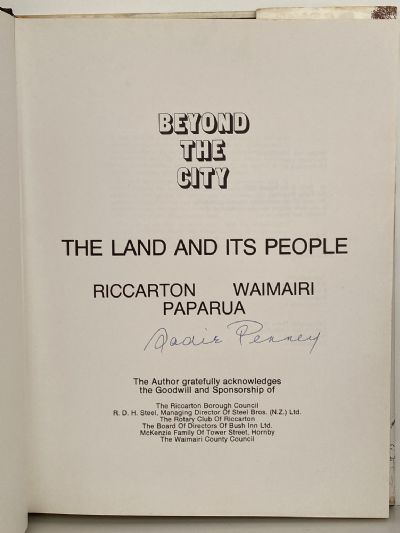 BEYOND
THE
CITY
THE LAND AND ITS PEOPLE
RICCARTON WAIMAIRI
PAPARUA
Sadie Penney
The Author gratefully acknowledges
the Goodwill and Sponsorship of
The Riccarton Borough Council
R. D. H. Steel, Managing Director Of Steel Bros. (N.Z.) Ltd.
The Rotary Club Of Riccarton
The Board Of Directors Of Bush Inn Ltd.
McKenzie Family Of Tower Street, Hornby
The Waimairi County Council